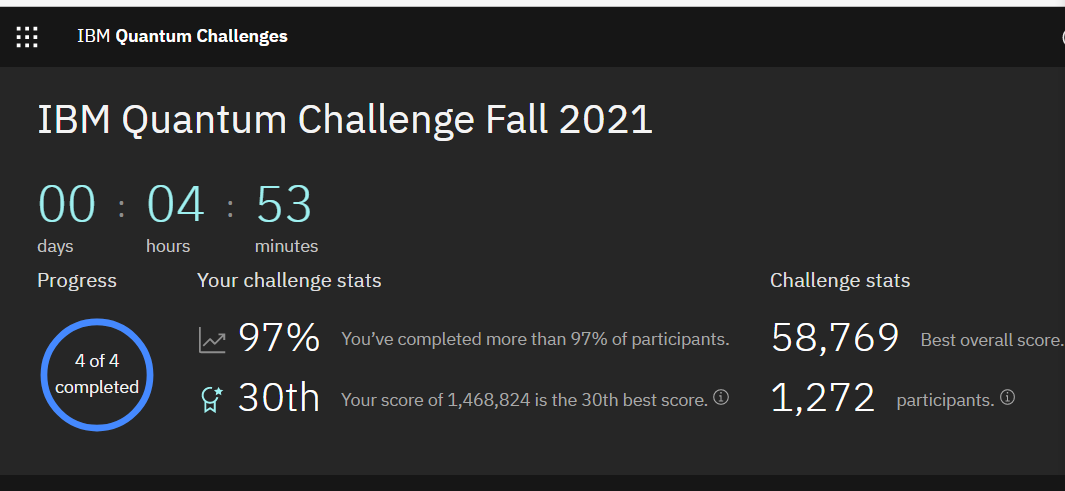 IBM Quantum Challenges
IBM Quantum Challenge Fall 2021
00 : 04 : 53
days hours minutes
Progress
4 of 4
completed
Your challenge stats
97% You’ve completed more than 97% of participants.
30th Your score of 1,468,824 is the 30th best score.
Challenge stats
58,769 Best overall score.
1,272 participants.